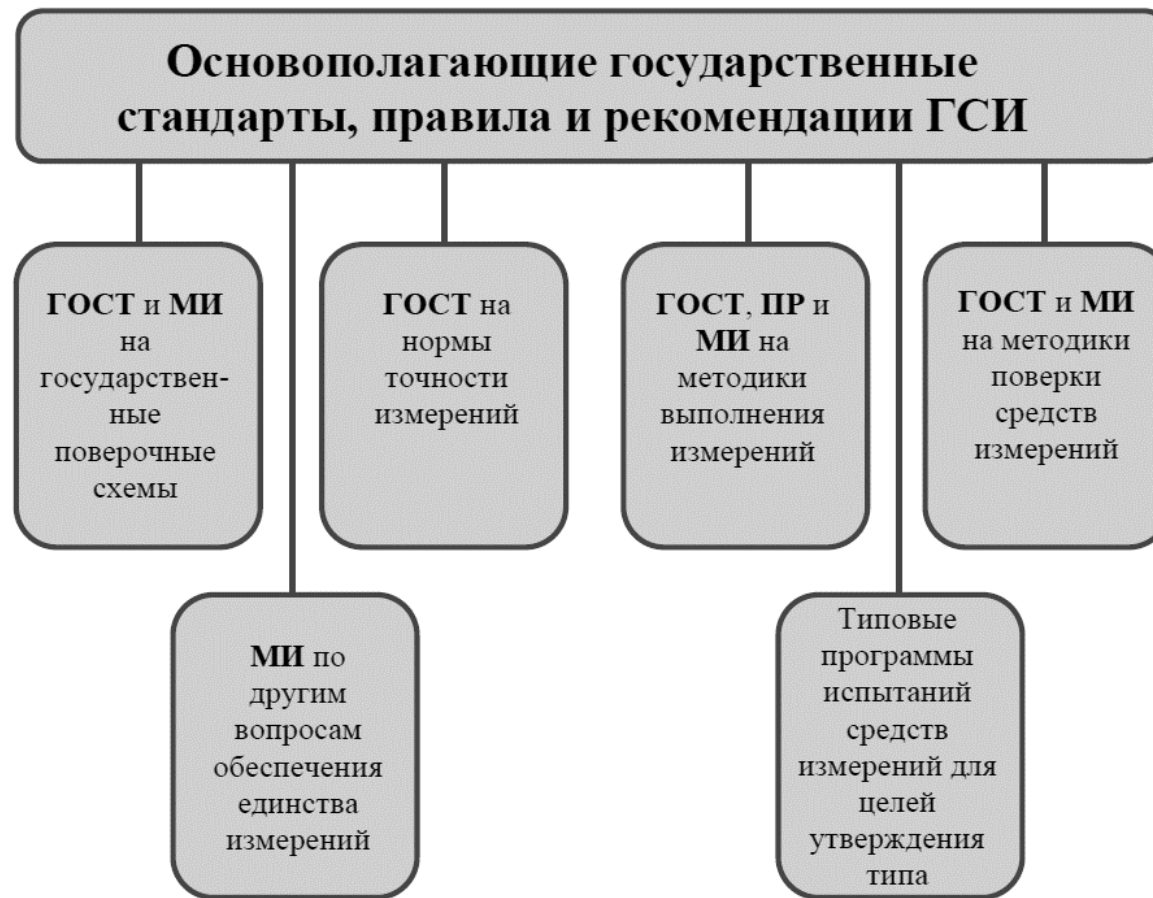 Основополагающие государственные
стандарты, правила и рекомендации ГСИ
ГОСТ и МИ
на
государствен-
ные
поверочные
схемы
ГОСТ на
нормы
точности
измерений
ГОСТ, ПР и
МИ на
методики
выполнения
измерений
ГОСТ и МИ
на методики
поверки
средств
измерений
МИ по
другим
вопросам
обеспечения
единства
измерений
Типовые
программы
испытаний
средств
измерений для
целей
утверждения
типа